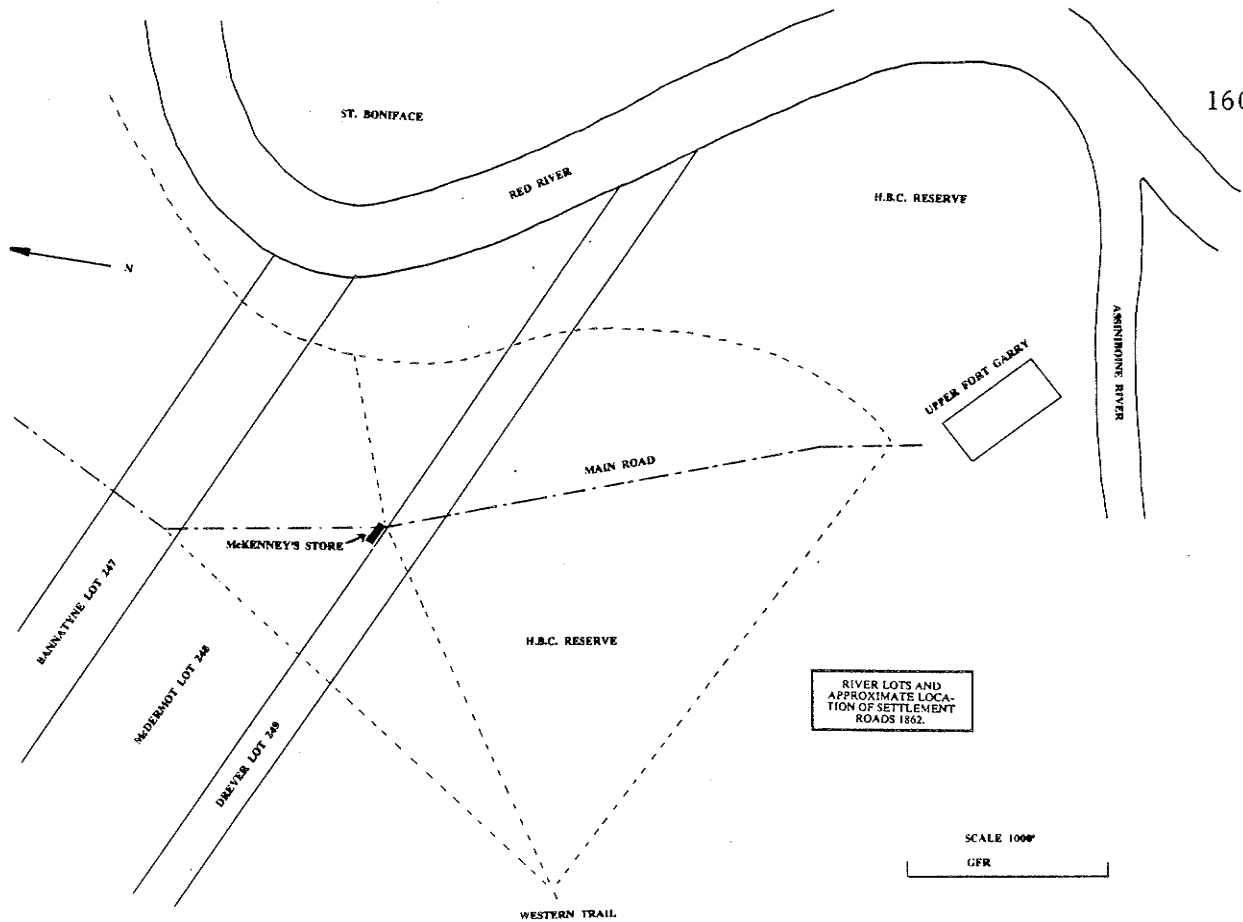 160
ST. BONIFACE
RED RIVER
H.B.C. RESERVE
N
ASSINIBOINE RIVER
UPPER FORT GARRY
MAIN ROAD
McKENNEY'S STORE
BANNATYNE LOT 247
McDERMOT LOT 248
DREVER LOT 249
H.B.C. RESERVE
RIVER LOTS AND
APPROXIMATE LOCA-
TION OF SETTLEMENT
ROADS 1862.
SCALE 1000'
GFR
WESTERN TRAIL